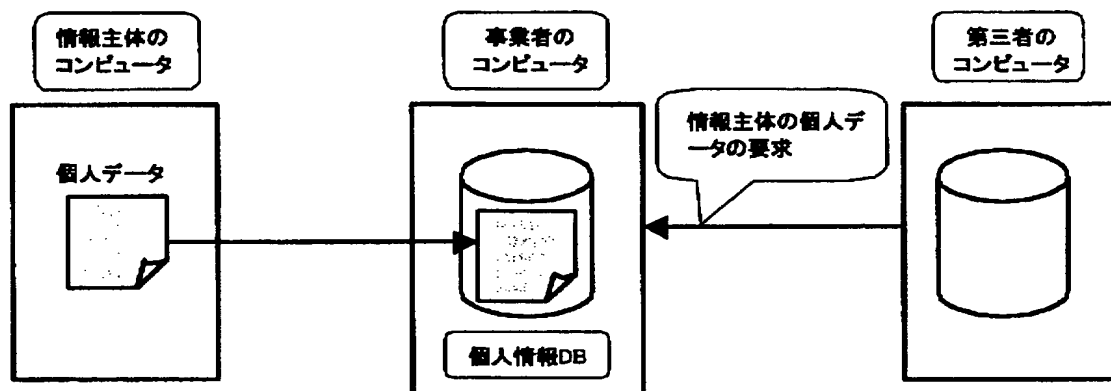 情報主体の
コンピュータ
事業者の
コンピュータ
第三者の
コンピュータ
情報主体の個人デ
ータの要求
個人データ
個人情報DB